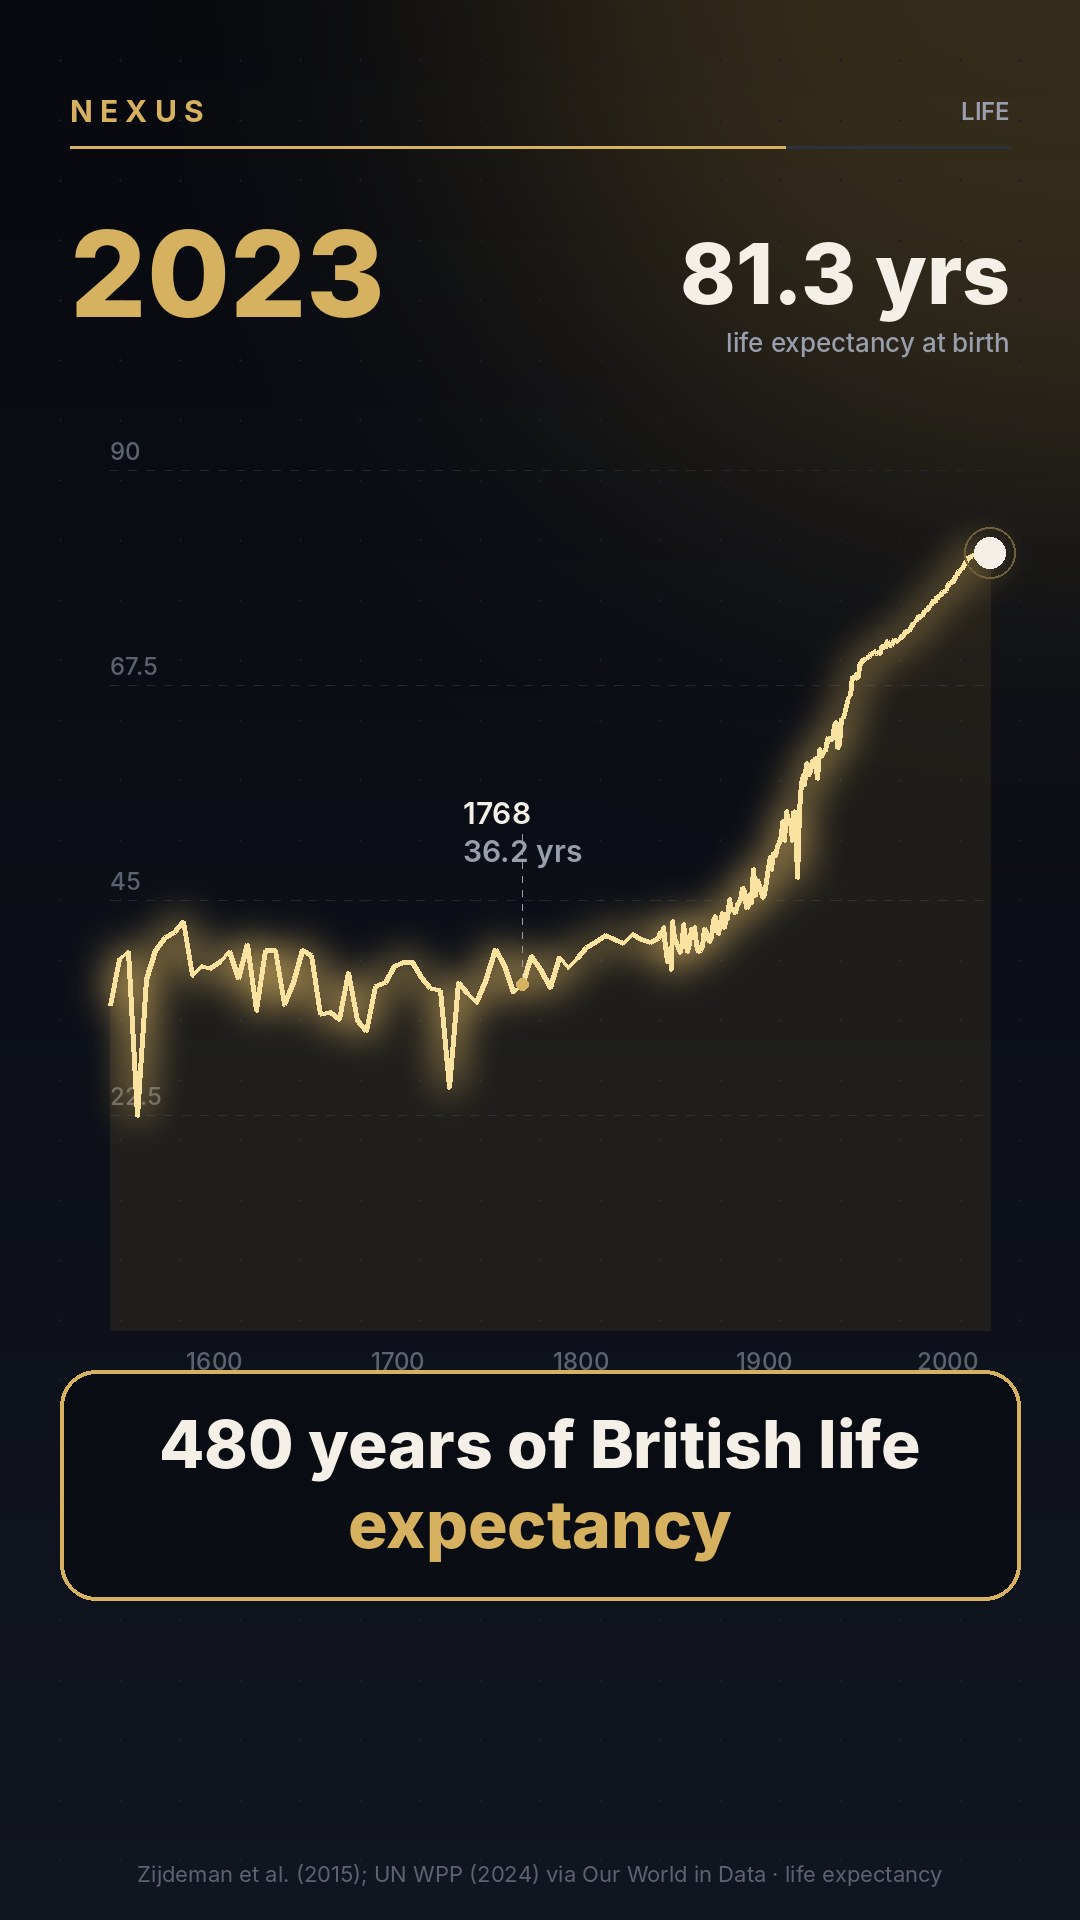 NEXUS
LIFE
2023
81.3 yrs
life expectancy at birth
90
67.5
1768
36.2 yrs
45
22.5
1600 1700 1800 1900 2000
480 years of British life
expectancy
Zijdeman et al. (2015); UN WPP (2024) via Our World in Data · life expectancy